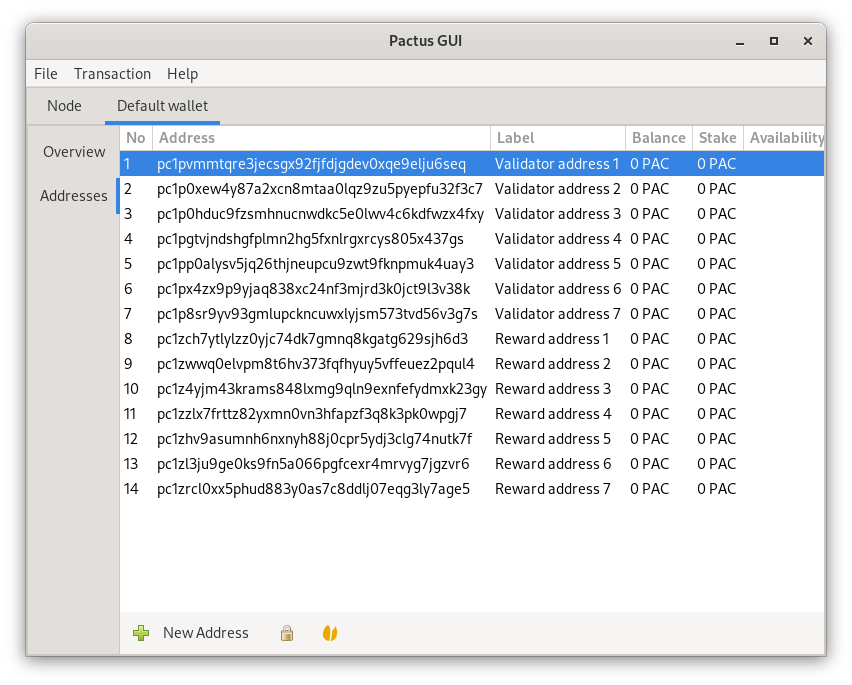 Pactus GUI
File Transaction Help
Node Default wallet
Overview
Addresses
No Address Label Balance Stake Availability
1 pc1pvmmtqre3jecsgx92fjfdjgdev0xqe9elju6seq Validator address 1 0 PAC 0 PAC
2 pc1p0xew4y87a2xcn8mtaa0lqz9zu5pyepfu32f3c7 Validator address 2 0 PAC 0 PAC
3 pc1p0hduc9fzsmhnucnwdkc5e0lwv4c6kdfwzx4fxy Validator address 3 0 PAC 0 PAC
4 pc1pgtvjndshgfplmn2hg5fxnlrgxrcys805x437gs Validator address 4 0 PAC 0 PAC
5 pc1pp0alysv5jq26thjneupcu9zwt9fknpmuk4uay3 Validator address 5 0 PAC 0 PAC
6 pc1px4zx9p9yjaq838xc24nf3mjrd3k0jct9l3v38k Validator address 6 0 PAC 0 PAC
7 pc1p8sr9yv93gmlupckncuwxlyjsm573tvd56v3g7s Validator address 7 0 PAC 0 PAC
8 pc1zch7ytlylzz0yjc74dk7gmnq8kgatg629sjh6d3 Reward address 1 0 PAC 0 PAC
9 pc1zwwq0elvpm8t6hv373fqfhyuy5vffeuez2pqul4 Reward address 2 0 PAC 0 PAC
10 pc1z4yjm43krams848lxmg9qln9exnfefydmxk23gy Reward address 3 0 PAC 0 PAC
11 pc1zzlx7frttz82yxmn0vn3hfapzf3q8k3pk0wpgj7 Reward address 4 0 PAC 0 PAC
12 pc1zhv9asumnh6nxnyh88j0cpr5ydj3clg74nutk7f Reward address 5 0 PAC 0 PAC
13 pc1zl3ju9ge0ks9fn5a066pgfcexr4mrvyg7jgzvr6 Reward address 6 0 PAC 0 PAC
14 pc1zrcl0xx5phud883y0as7c8ddlj07eqg3ly7age5 Reward address 7 0 PAC 0 PAC
New Address